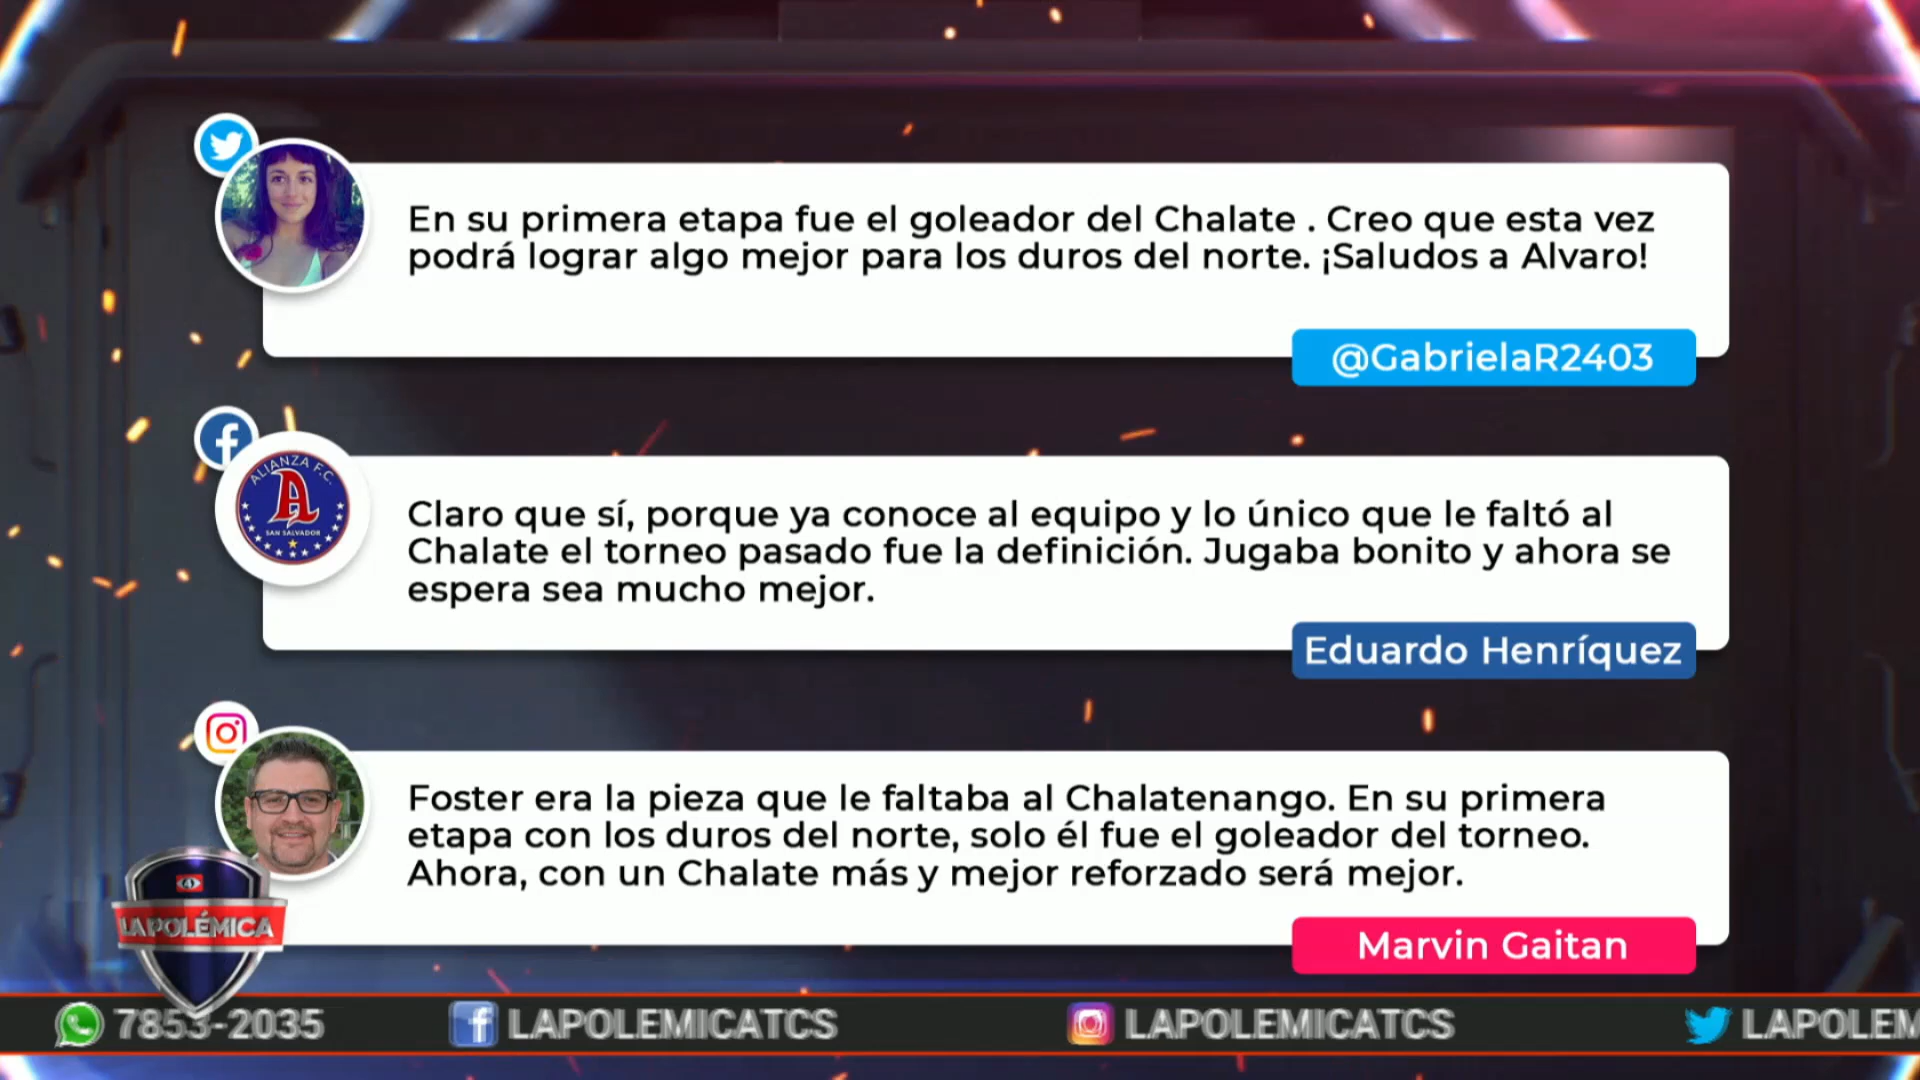 En su primera etapa fue el goleador del Chalate . Creo que esta vez
podrá lograr algo mejor para los duros del norte. ¡Saludos a Alvaro!
@GabrielaR2403
ALIANZA F.C.
A
SAN SALVADOR
Claro que sí, porque ya conoce al equipo y lo único que le faltó al
Chalate el torneo pasado fue la definición. Jugaba bonito y ahora se
espera sea mucho mejor.
Eduardo Henríquez
Foster era la pieza que le faltaba al Chalatenango. En su primera
etapa con los duros del norte, solo él fue el goleador del torneo.
Ahora, con un Chalate más y mejor reforzado será mejor.
Marvin Gaitan
LA POLÉMICA
7853-2035
LAPOLEMICATCS
LAPOLEMICATCS
LAPOLEM